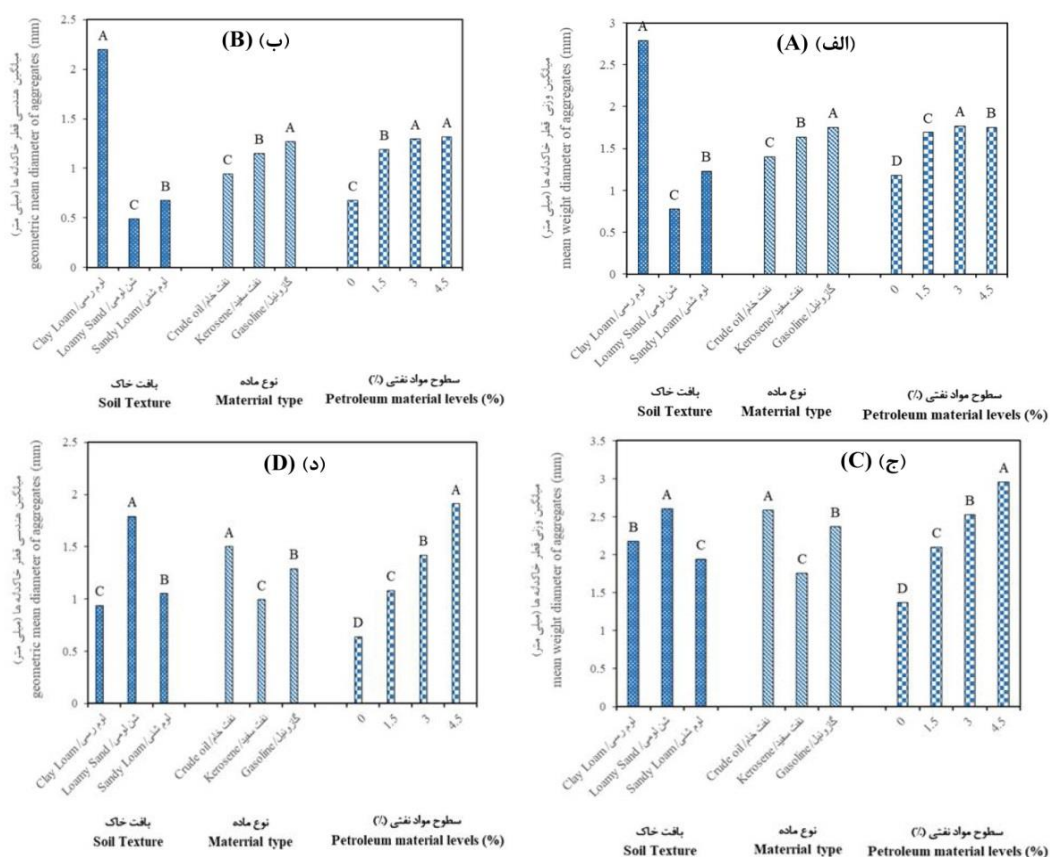 (B) (ب)
میانگین هندسی قطر خاکدانه ها (میلی متر)
geometric mean diameter of aggregates (mm)
2.5
2
1.5
1
0.5
0
A
C
B
C
B
A
C
B
A
A
Clay Loam/لوم رسی
Loamy Sand/شن لومی
Sandy Loam/لوم شنی
Crude oil/نفت خام
Kerosene/نفت سفید
Gasoline/گازوئیل
0
1.5
3
4.5
بافت خاک
Soil Texture
نوع ماده
Materrial type
سطوح مواد نفتی (%)
Petroleum material levels (%)
(A) (الف)
میانگین وزنی قطر خاکدانه ها (میلی متر)
mean weight diameter of aggregates (mm)
3
2.5
2
1.5
1
0.5
0
A
C
B
C
B
A
D
C
A
B
Clay Loam/لوم رسی
Loamy Sand/شن لومی
Sandy Loam/لوم شنی
Crude oil/نفت خام
Kerosene/نفت سفید
Gasoline/گازوئیل
0
1.5
3
4.5
بافت خاک
Soil Texture
نوع ماده
Materrial type
سطوح مواد نفتی (%)
Petroleum material levels (%)
(D) (د)
میانگین هندسی قطر خاکدانه ها (میلی متر)
geometric mean diameter of aggregates (mm)
2.5
2
1.5
1
0.5
0
C
A
B
A
C
B
D
C
B
A
Clay Loam/لوم رسی
Loamy Sand/شن لومی
Sandy Loam/لوم شنی
Crude oil/نفت خام
Kerosene/نفت سفید
Gasoline/گازوئیل
0
1.5
3
4.5
بافت خاک
Soil Texture
نوع ماده
Materrial type
سطوح مواد نفتی (%)
Petroleum material levels (%)
(C) (ج)
میانگین وزنی قطر خاکدانه ها (میلی متر)
mean weight diameter of aggregates (mm)
3.5
3
2.5
2
1.5
1
0.5
0
B
A
C
A
C
B
D
C
B
A
Clay Loam/لوم رسی
Loamy Sand/شن لومی
Sandy Loam/لوم شنی
Crude oil/نفت خام
Kerosene/نفت سفید
Gasoline/گازوئیل
0
1.5
3
4.5
بافت خاک
Soil Texture
نوع ماده
Materrial type
سطوح مواد نفتی (%)
Petroleum material levels (%)